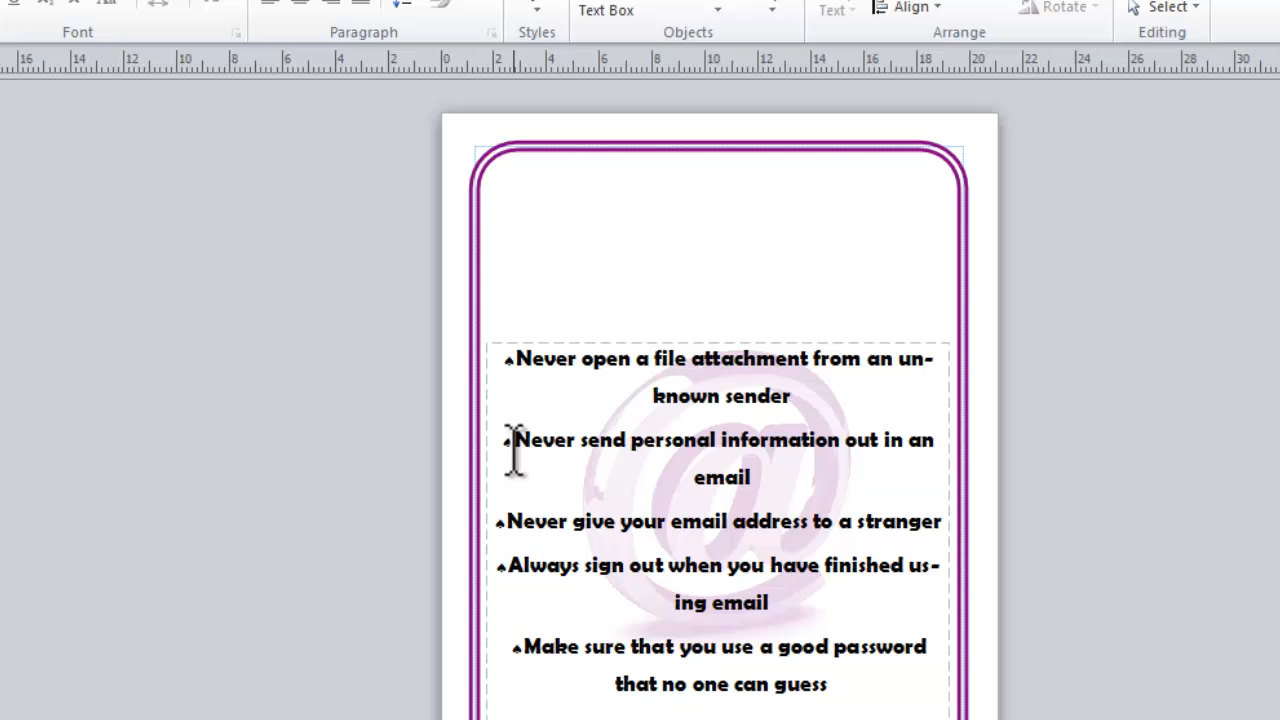 Text Box
Text
Align
Rotate
Select
Font
Paragraph
Styles
Objects
Arrange
Editing
16 14 12 10 8 6 4 2 0 2 4 6 8 10 12 14 16 18 20 22 24 26 28 30
♠Never open a file attachment from an un-
known sender
♠Never send personal information out in an
email
♠Never give your email address to a stranger
♠Always sign out when you have finished us-
ing email
♠Make sure that you use a good password
that no one can guess